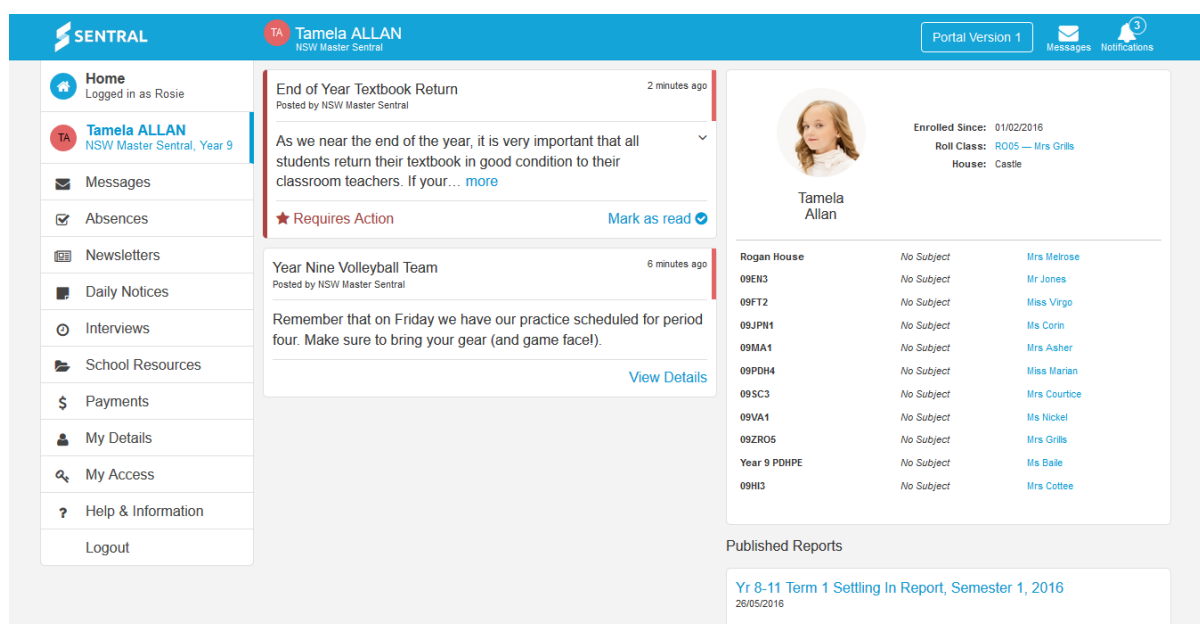 SENTRAL
TA
Tamela ALLAN
NSW Master Sentral
Portal Version 1
Messages
3
Notifications
Home
Logged in as Rosie
TA
Tamela ALLAN
NSW Master Sentral, Year 9
Messages
Absences
Newsletters
Daily Notices
Interviews
School Resources
$ Payments
My Details
My Access
? Help & Information
Logout
End of Year Textbook Return
2 minutes ago
Posted by NSW Master Sentral
As we near the end of the year, it is very important that all
students return their textbook in good condition to their
classroom teachers. If your… more
Requires Action
Mark as read
Year Nine Volleyball Team
6 minutes ago
Posted by NSW Master Sentral
Remember that on Friday we have our practice scheduled for period
four. Make sure to bring your gear (and game face!).
View Details
Tamela
Allan
Enrolled Since: 01/02/2016
Roll Class: RO05 — Mrs Grills
House: Castle
Rogan House No Subject Mrs Melrose
09EN3 No Subject Mr Jones
09FT2 No Subject Miss Virgo
09JPN1 No Subject Ms Corin
09MA1 No Subject Mrs Asher
09PDH4 No Subject Miss Marian
09SC3 No Subject Mrs Courtice
09VA1 No Subject Ms Nickel
09ZRO5 No Subject Mrs Grills
Year 9 PDHPE No Subject Ms Baile
09HI3 No Subject Mrs Cottee
Published Reports
Yr 8-11 Term 1 Settling In Report, Semester 1, 2016
26/05/2016